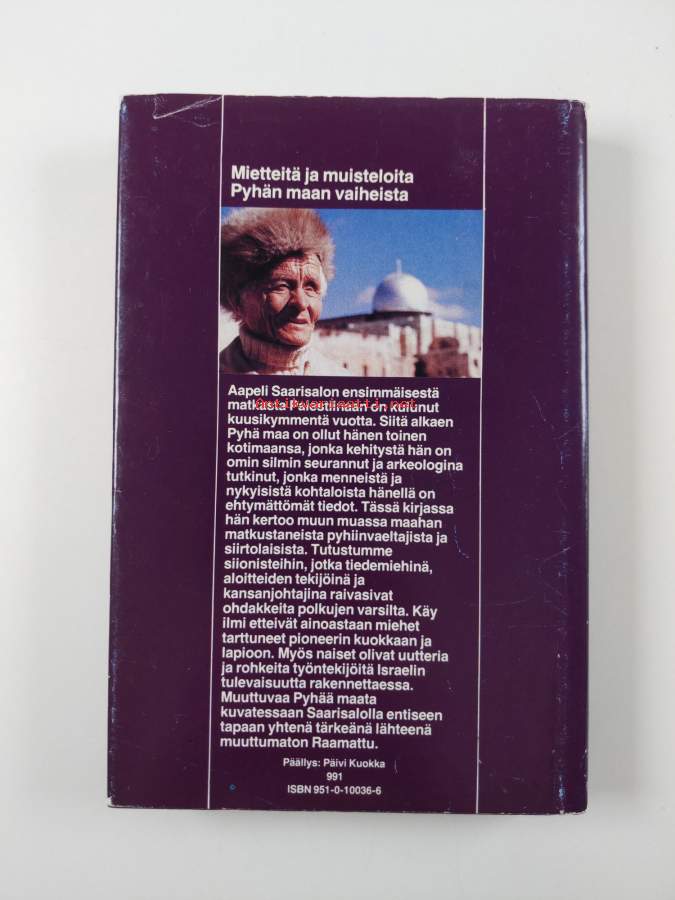 Mietteitä ja muisteloita
Pyhän maan vaiheista
Aapeli Saarisalon ensimmäisestä
matkasta Palestiinaan on kulunut
kuusikymmentä vuotta. Siitä alkaen
Pyhä maa on ollut hänen toinen
kotimaansa, jonka kehitystä hän on
omin silmin seurannut ja arkeologina
tutkinut, jonka menneistä ja
nykyisistä kohtaloista hänellä on
ehtymättömät tiedot. Tässä kirjassa
hän kertoo muun muassa maahan
matkustaneista pyhiinvaeltajista ja
siirtolaisista. Tutustumme
siionisteihin, jotka tiedemiehinä,
aloitteiden tekijöinä ja
kansanjohtajina raivasivat
ohdakkeita polkujen varsilta. Käy
ilmi etteivät ainoastaan miehet
tarttuneet pioneerin kuokkaan ja
lapioon. Myös naiset olivat uutteria
ja rohkeita työntekijöitä Israelin
tulevaisuutta rakennettaessa.
Muuttuvaa Pyhää maata
kuvatessaan Saarisalolla entiseen
tapaan yhtenä tärkeänä lähteenä
muuttumaton Raamattu.
Päällys: Päivi Kuokka
991
ISBN 951-0-10036-6